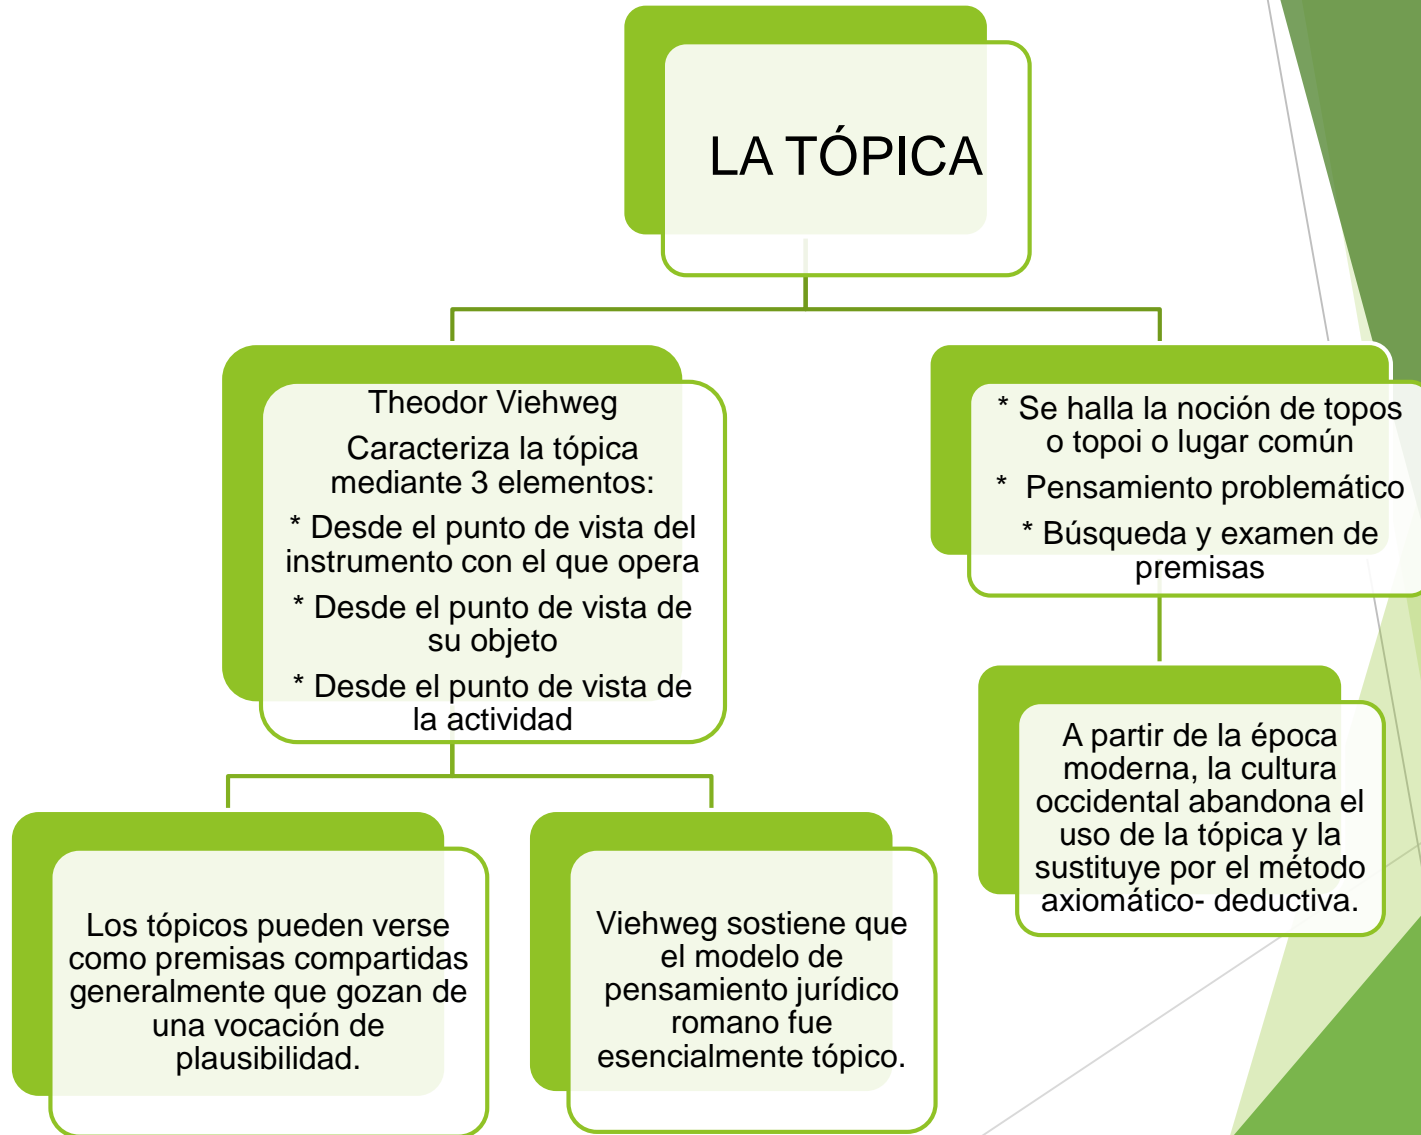 LA TÓPICA
Theodor Viehweg
Caracteriza la tópica
mediante 3 elementos:
* Desde el punto de vista del
instrumento con el que opera
* Desde el punto de vista de
su objeto
* Desde el punto de vista de
la actividad
* Se halla la noción de topos
o topoi o lugar común
* Pensamiento problemático
* Búsqueda y examen de
premisas
Los tópicos pueden verse
como premisas compartidas
generalmente que gozan de
una vocación de
plausibilidad.
Viehweg sostiene que
el modelo de
pensamiento jurídico
romano fue
esencialmente tópico.
A partir de la época
moderna, la cultura
occidental abandona el
uso de la tópica y la
sustituye por el método
axiomático- deductiva.